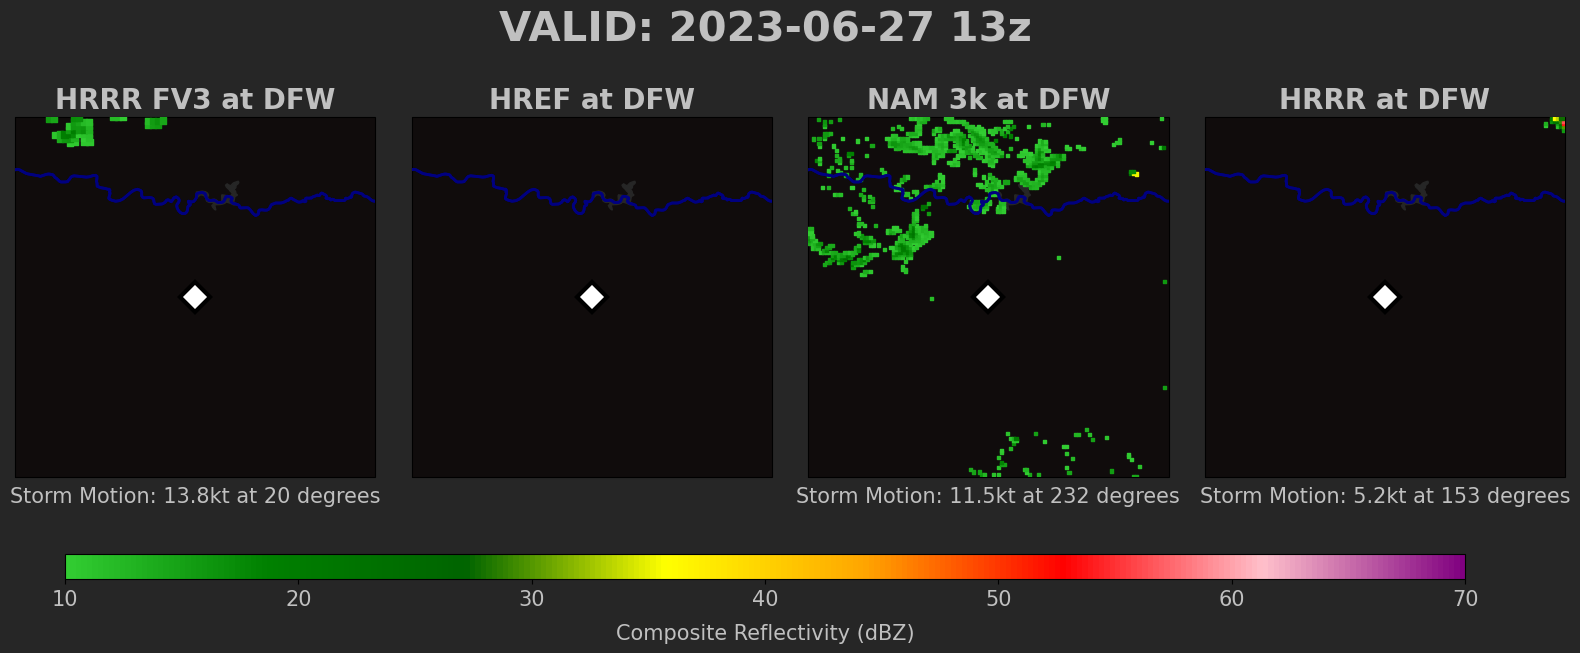 VALID: 2023-06-27 13z
HRRR FV3 at DFW
HREF at DFW
NAM 3k at DFW
HRRR at DFW
Storm Motion: 13.8kt at 20 degrees
Storm Motion: 11.5kt at 232 degrees
Storm Motion: 5.2kt at 153 degrees
10 20 30 40 50 60 70
Composite Reflectivity (dBZ)